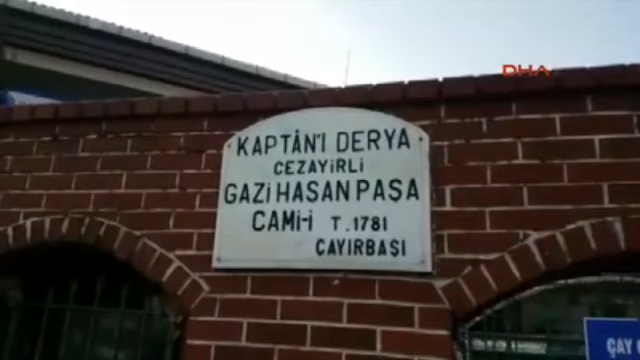 DHA
KAPTÂN'I DERYA
CEZAYİRLİ
GAZİ HASAN PAŞA
CAMİ-İ T.1781
ÇAYIRBAŞI
ÇAY